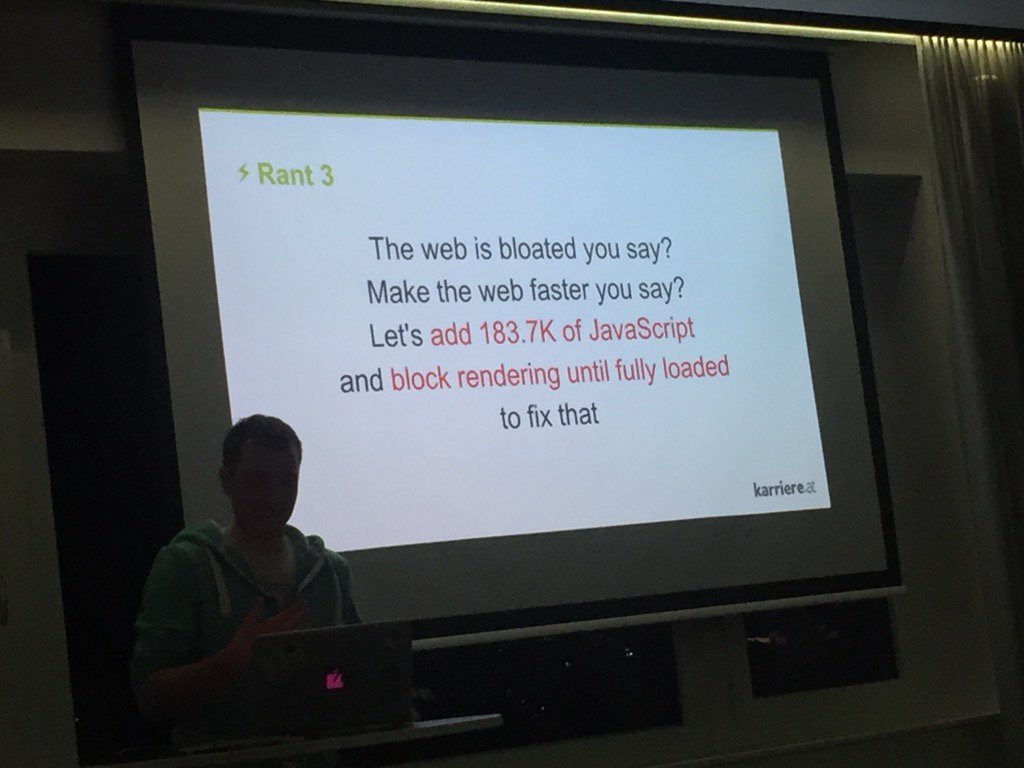 ⚡ Rant 3
The web is bloated you say?
Make the web faster you say?
Let's add 183.7K of JavaScript
and block rendering until fully loaded
to fix that
karriere.at